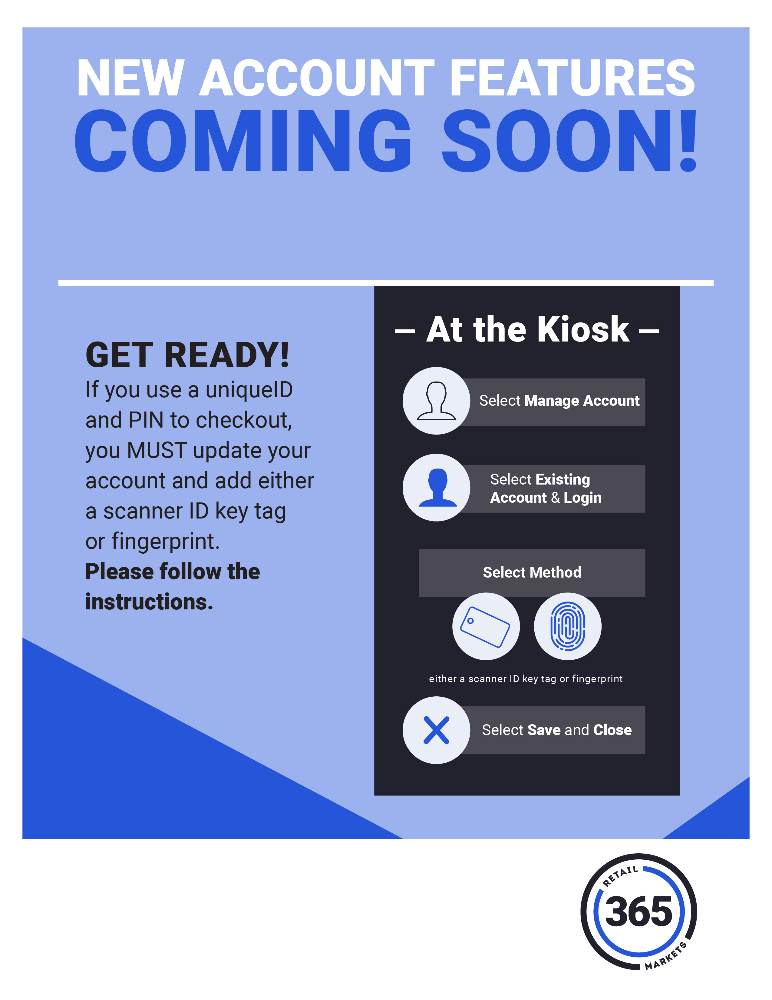 NEW ACCOUNT FEATURES
COMING SOON!
GET READY!
If you use a uniqueID
and PIN to checkout,
you MUST update your
account and add either
a scanner ID key tag
or fingerprint.
Please follow the
instructions.
– At the Kiosk –
Select Manage Account
Select Existing
Account & Login
Select Method
either a scanner ID key tag or fingerprint
Select Save and Close
RETAIL
365
MARKETS